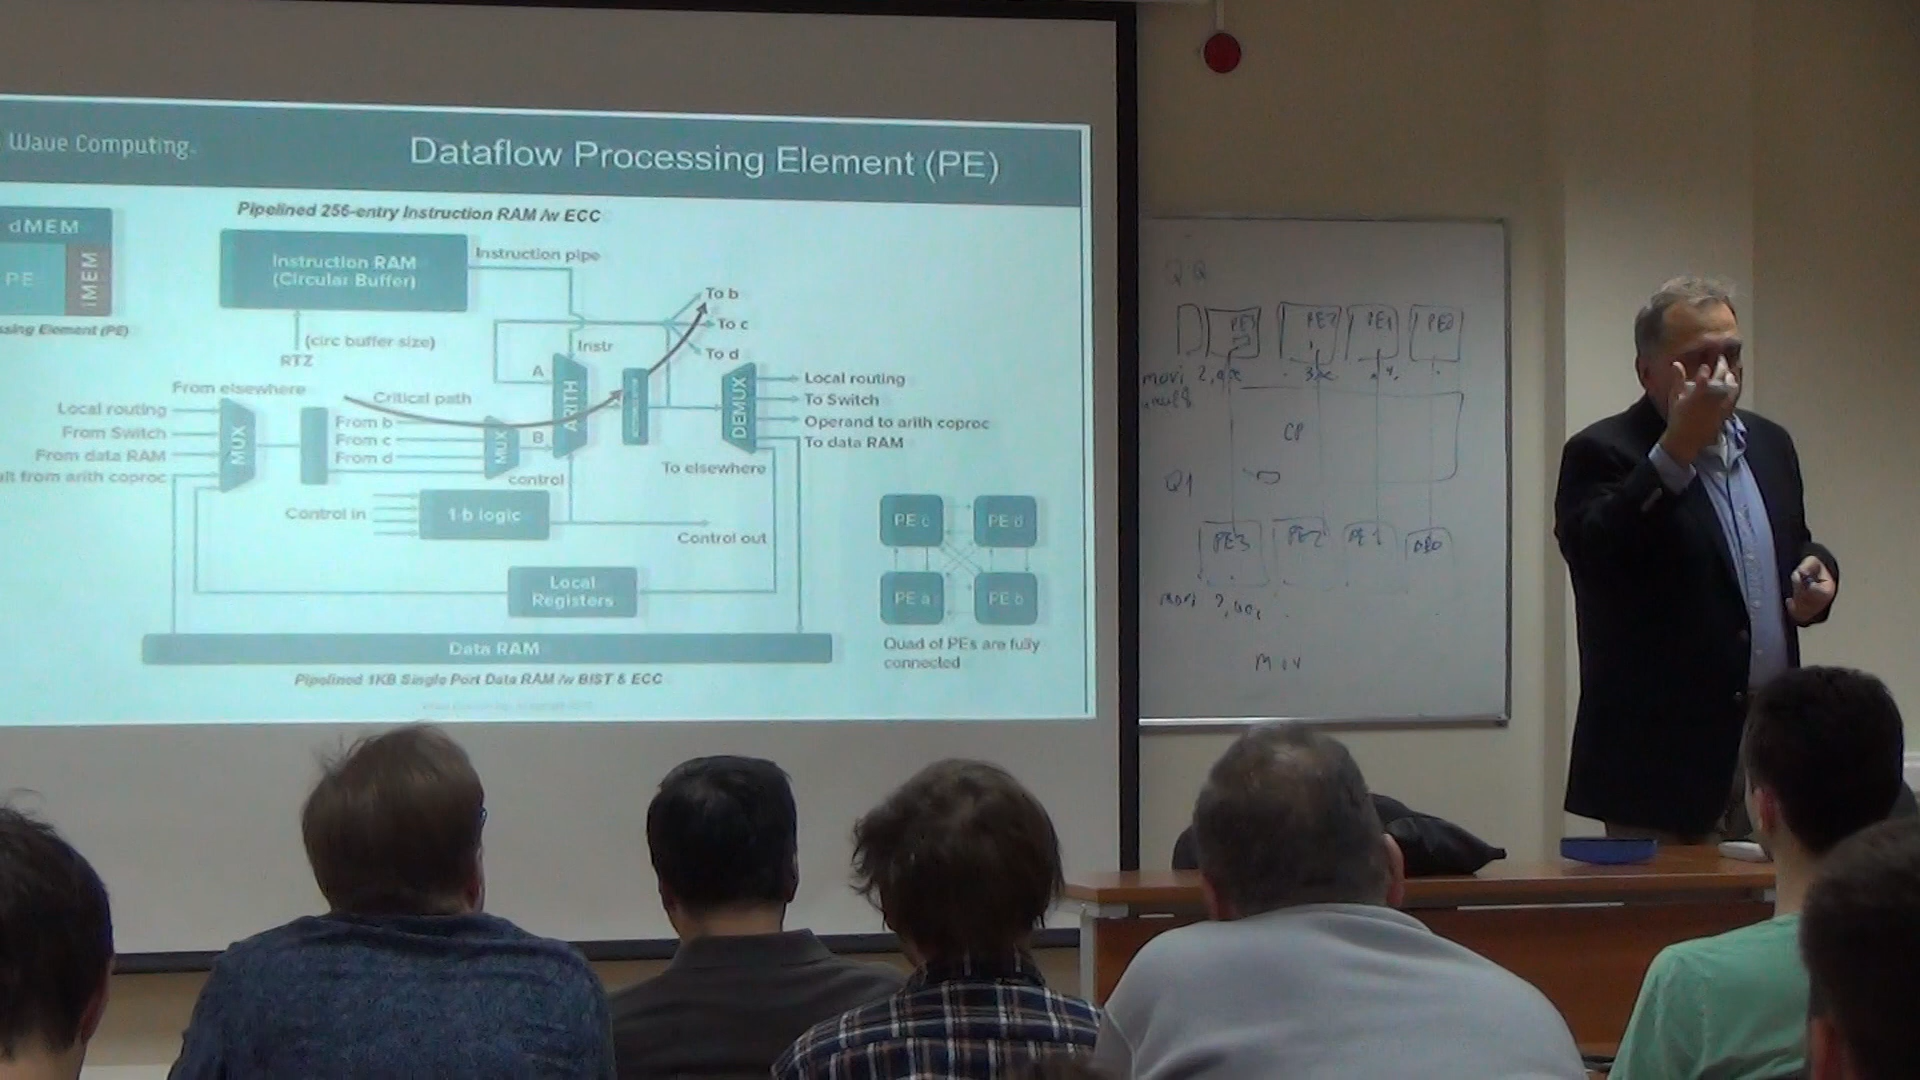 Wave Computing
Dataflow Processing Element (PE)
dMEM
PE
iMEM
Element (PE)
Pipelined 256-entry Instruction RAM /w ECC
Instruction RAM
(Circular Buffer)
Instruction pipe
(circ buffer size)
RTZ
Instr
To b
To c
To d
A
From elsewhere
Critical path
Local routing
From Switch
From data RAM
from arith coproc
MUX
From b
From c
From d
MUX
B
ARITH
DEMUX
Local routing
To Switch
Operand to arith coproc
To data RAM
To elsewhere
control
Control in
1-b logic
Control out
Local
Registers
Data RAM
Pipelined 1KB Single Port Data RAM /w BIST & ECC
PE c
PE d
PE a
PE b
Quad of PEs are fully
connected
PE3
PE2
PE1
PE0
movi
CP
Q1
PE3
PE2
PE1
PE0
movi
Mov